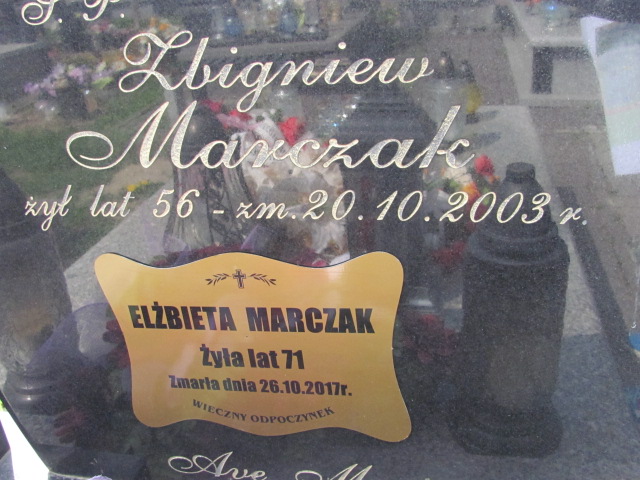 Ś. P.
Zbigniew
Marczak
żył lat 56 - zm. 20.10.2003 r.
ELŻBIETA MARCZAK
Żyła lat 71
Zmarła dnia 26.10.2017r.
WIECZNY ODPOCZYNEK
Ave